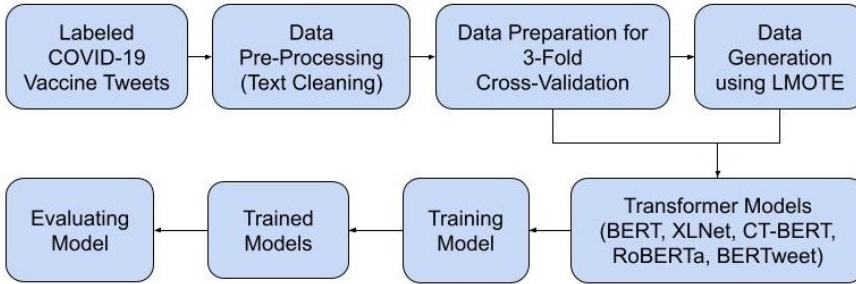 Labeled
COVID-19
Vaccine Tweets
Data
Pre-Processing
(Text Cleaning)
Data Preparation for
3-Fold
Cross-Validation
Data
Generation
using LMOTE
Transformer Models
(BERT, XLNet, CT-BERT,
RoBERTa, BERTweet)
Training
Model
Trained
Models
Evaluating
Model